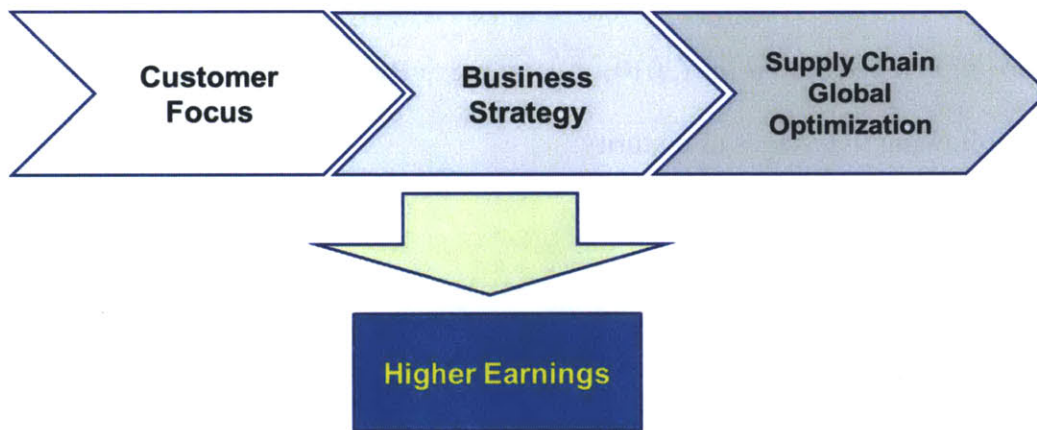 Customer
Focus
Business
Strategy
Supply Chain
Global
Optimization
Higher Earnings